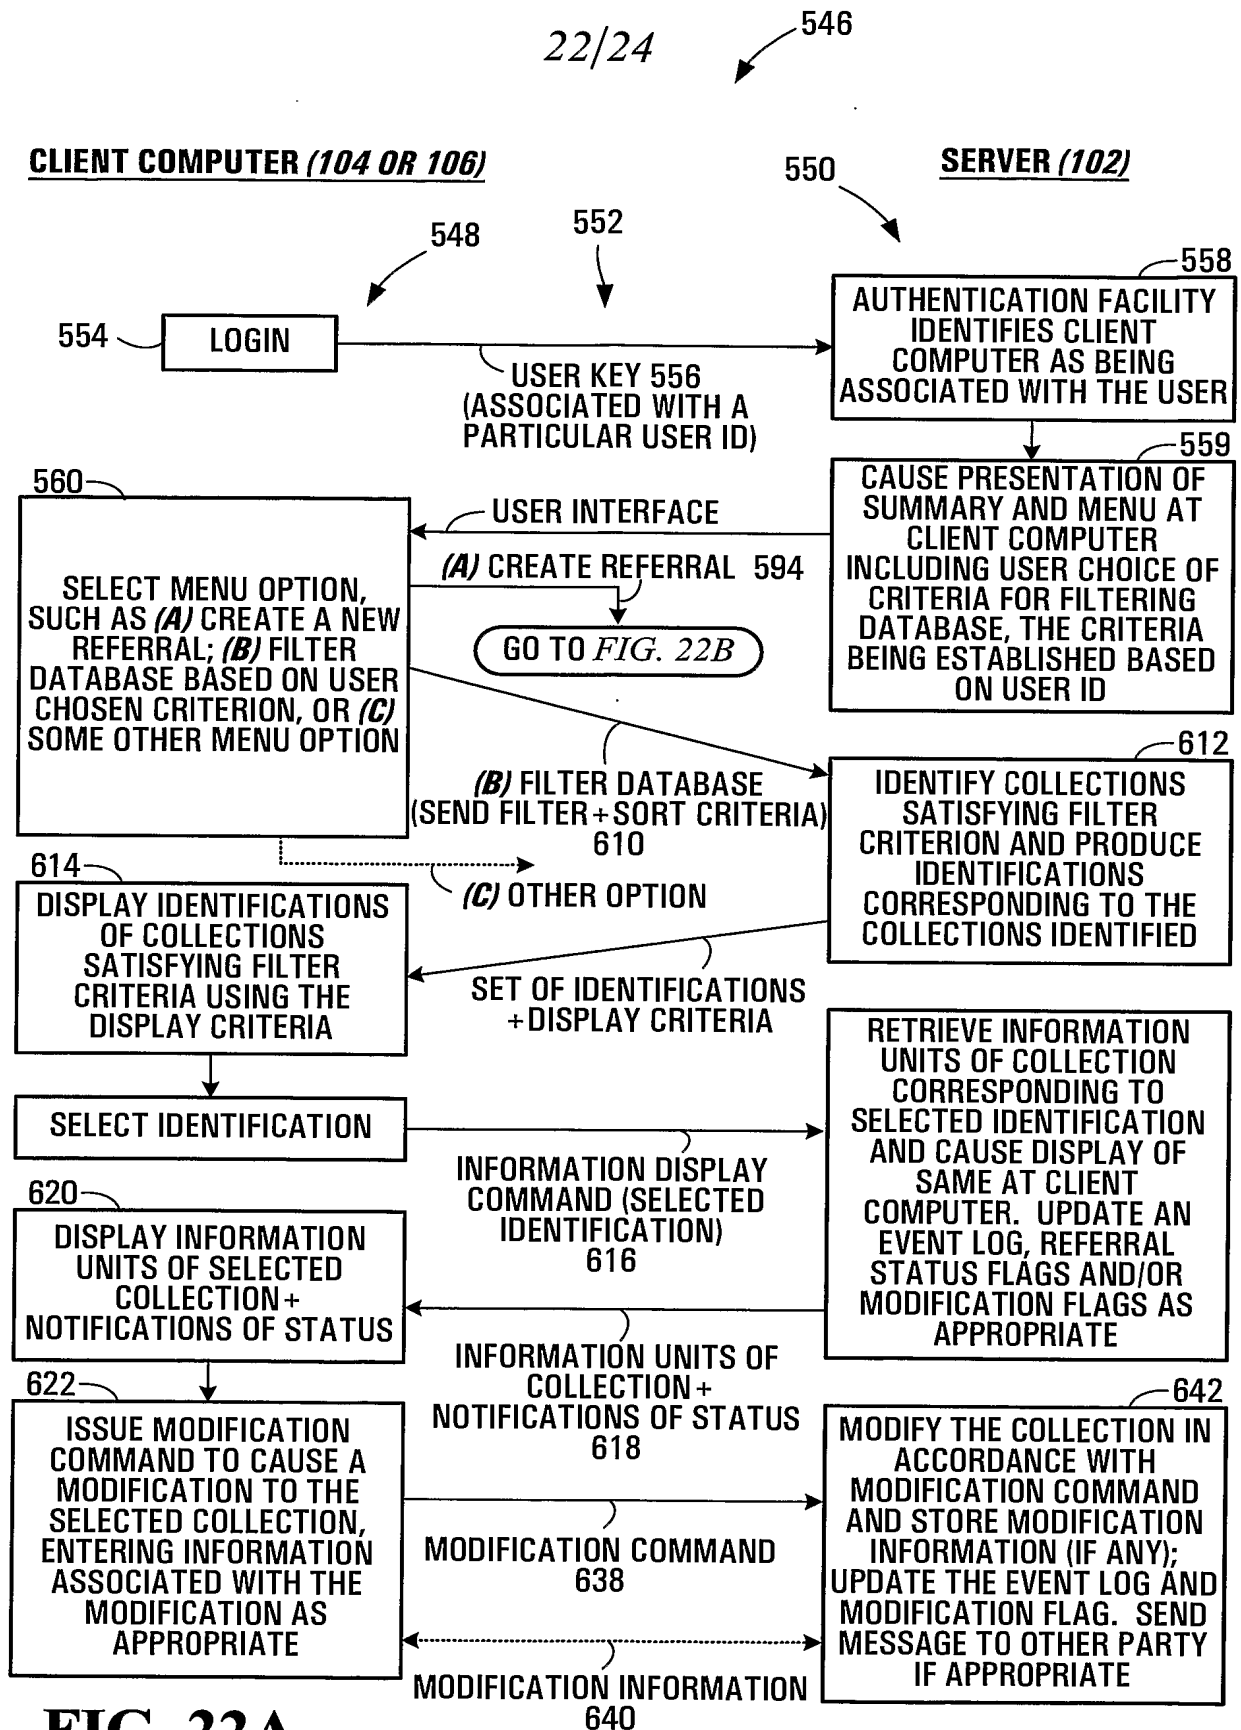 22/24
546
CLIENT COMPUTER (104 OR 106)
SERVER (102)
550
548
552
558
554
LOGIN
USER KEY 556
(ASSOCIATED WITH A
PARTICULAR USER ID)
AUTHENTICATION FACILITY
IDENTIFIES CLIENT
COMPUTER AS BEING
ASSOCIATED WITH THE USER
559
CAUSE PRESENTATION OF
SUMMARY AND MENU AT
CLIENT COMPUTER
INCLUDING USER CHOICE OF
CRITERIA FOR FILTERING
DATABASE, THE CRITERIA
BEING ESTABLISHED BASED
ON USER ID
560
USER INTERFACE
(A) CREATE REFERRAL 594
GO TO FIG. 22B
SELECT MENU OPTION,
SUCH AS (A) CREATE A NEW
REFERRAL; (B) FILTER
DATABASE BASED ON USER
CHOSEN CRITERION, OR (C)
SOME OTHER MENU OPTION
(B) FILTER DATABASE
(SEND FILTER+SORT CRITERIA)
610
612
IDENTIFY COLLECTIONS
SATISFYING FILTER
CRITERION AND PRODUCE
IDENTIFICATIONS
CORRESPONDING TO THE
COLLECTIONS IDENTIFIED
(C) OTHER OPTION
614
DISPLAY IDENTIFICATIONS
OF COLLECTIONS
SATISFYING FILTER
CRITERIA USING THE
DISPLAY CRITERIA
SET OF IDENTIFICATIONS
+DISPLAY CRITERIA
SELECT IDENTIFICATION
INFORMATION DISPLAY
COMMAND (SELECTED
IDENTIFICATION)
616
RETRIEVE INFORMATION
UNITS OF COLLECTION
CORRESPONDING TO
SELECTED IDENTIFICATION
AND CAUSE DISPLAY OF
SAME AT CLIENT
COMPUTER. UPDATE AN
EVENT LOG, REFERRAL
STATUS FLAGS AND/OR
MODIFICATION FLAGS AS
APPROPRIATE
620
DISPLAY INFORMATION
UNITS OF SELECTED
COLLECTION+
NOTIFICATIONS OF STATUS
INFORMATION UNITS OF
COLLECTION+
NOTIFICATIONS OF STATUS
618
622
ISSUE MODIFICATION
COMMAND TO CAUSE A
MODIFICATION TO THE
SELECTED COLLECTION,
ENTERING INFORMATION
ASSOCIATED WITH THE
MODIFICATION AS
APPROPRIATE
MODIFICATION COMMAND
638
642
MODIFY THE COLLECTION IN
ACCORDANCE WITH
MODIFICATION COMMAND
AND STORE MODIFICATION
INFORMATION (IF ANY);
UPDATE THE EVENT LOG AND
MODIFICATION FLAG. SEND
MESSAGE TO OTHER PARTY
IF APPROPRIATE
MODIFICATION INFORMATION
640
FIG. 22A